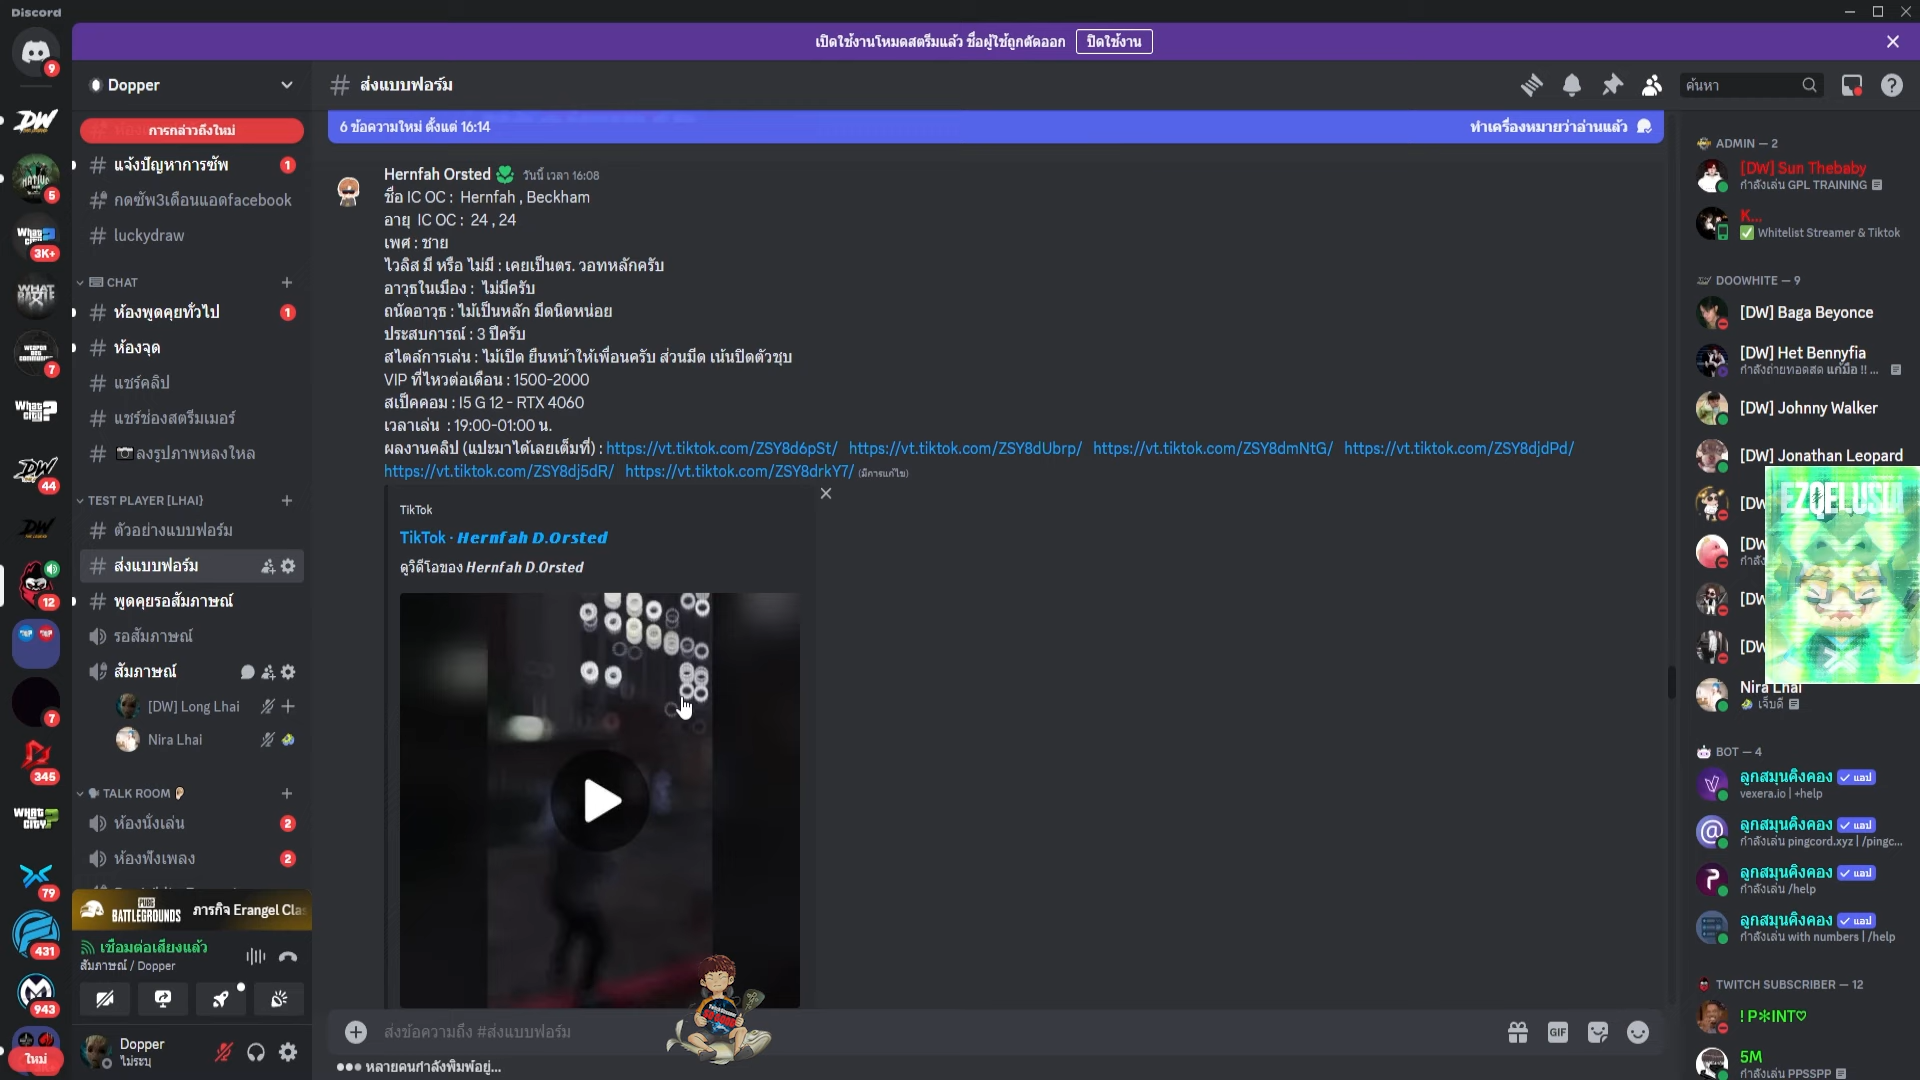 Discord
เปิดใช้งานโหมดสตรีมแล้ว ชื่อผู้ใช้ถูกตัดออก
ปิดใช้งาน
9
5
3K+
7
44
12
7
345
79
431
943
ใหม่
Dopper
การกล่าวถึงใหม่
แจ้งปัญหาการซัพ
1
กดซัพ3เดือนแอดfacebook
luckydraw
CHAT
ห้องพูดคุยทั่วไป
1
ห้องจุด
แชร์คลิป
แชร์ช่องสตรีมเมอร์
ลงรูปภาพหลงใหล
TEST PLAYER [LHAI}
ตัวอย่างแบบฟอร์ม
ส่งแบบฟอร์ม
พูดคุยรอสัมภาษณ์
รอสัมภาษณ์
สัมภาษณ์
[DW] Long Lhai
Nira Lhai
TALK ROOM
ห้องนั่งเล่น
2
ห้องฟังเพลง
2
PUBG
BATTLEGROUNDS
ภารกิจ Erangel Clas
เชื่อมต่อเสียงแล้ว
สัมภาษณ์ / Dopper
Dopper
ไม่ระบุ
# ส่งแบบฟอร์ม
ค้นหา
6 ข้อความใหม่ ตั้งแต่ 16:14
ทำเครื่องหมายว่าอ่านแล้ว
Hernfah Orsted วันนี้ เวลา 16:08
ชื่อ IC OC : Hernfah , Beckham
อายุ IC OC : 24 , 24
เพศ : ชาย
ไวลิส มี หรือ ไม่มี : เคยเป็นตร. วอทหลักครับ
อาวุธในเมือง : ไม่มีครับ
ถนัดอาวุธ : ไม้เป็นหลัก มีดนิดหน่อย
ประสบการณ์ : 3 ปีครับ
สไตล์การเล่น : ไม้เปิด ยืนหน้าให้เพื่อนครับ ส่วนมีด เน้นปิดตัวชุบ
VIP ที่ไหวต่อเดือน : 1500-2000
สเป็คคอม : I5 G 12 - RTX 4060
เวลาเล่น : 19:00-01:00 น.
ผลงานคลิป (แปะมาได้เลยเต็มที่) : https://vt.tiktok.com/ZSY8d6pSt/ https://vt.tiktok.com/ZSY8dUbrp/ https://vt.tiktok.com/ZSY8dmNtG/ https://vt.tiktok.com/ZSY8djdPd/
https://vt.tiktok.com/ZSY8dj5dR/ https://vt.tiktok.com/ZSY8drkY7/ (มีการแก้ไข)
TikTok
TikTok · Hernfah D.Orsted
ดูวิดีโอของ Hernfah D.Orsted
ส่งข้อความถึง #ส่งแบบฟอร์ม
GIF
หลายคนกำลังพิมพ์อยู่...
ADMIN — 2
[DW] Sun Thebaby
กำลังเล่น GPL TRAINING
K...
Whitelist Streamer & Tiktok
DOOWHITE — 9
[DW] Baga Beyonce
[DW] Het Bennyfia
กำลังถ่ายทอดสด แก้มือ !! ...
[DW] Johnny Walker
[DW] Jonathan Leopard
EZQELUSIA
[DW
[DW
กำลัง
[DW
[DW
Nira Lhai
เจ็บดี
BOT — 4
ลูกสมุนคิงคอง แอป
vexera.io | +help
ลูกสมุนคิงคอง แอป
กำลังเล่น pingcord.xyz | /pingc...
ลูกสมุนคิงคอง แอป
กำลังเล่น /help
ลูกสมุนคิงคอง แอป
กำลังเล่น with numbers | /help
TWITCH SUBSCRIBER — 12
! P✻INT♡
5M
กำลังเล่น PPSSPP